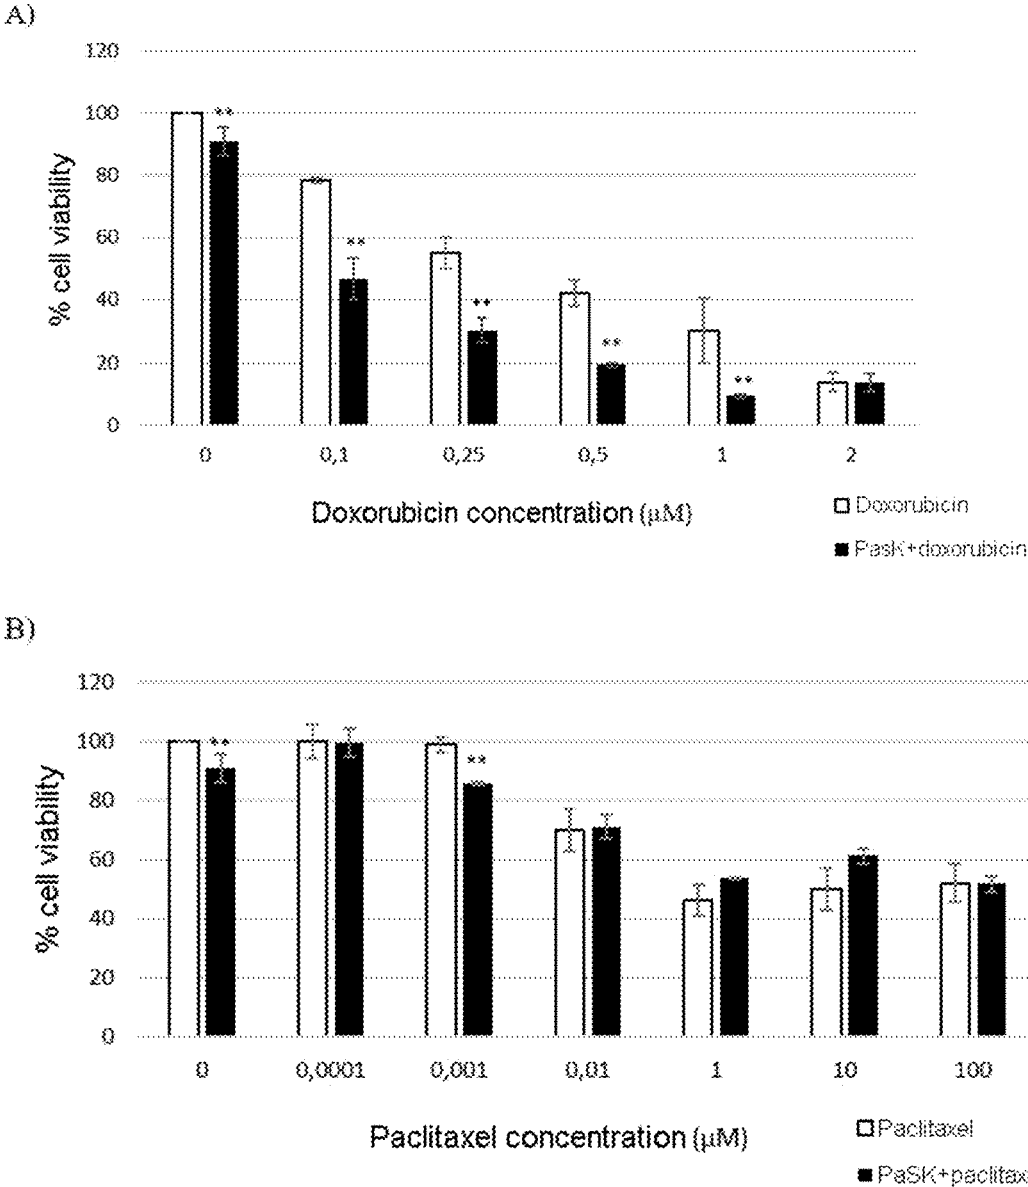 A)
120
100
80
60
40
20
0
% cell viability
** ** ** ** **
0 0,1 0,25 0,5 1 2
Doxorubicin concentration (µM)
Doxorubicin
PasK+doxorubicin
B)
120
100
80
60
40
20
0
% cell viability
** **
0 0,0001 0,001 0,01 1 10 100
Paclitaxel concentration (µM)
Paclitaxel
PaSK+paclitax